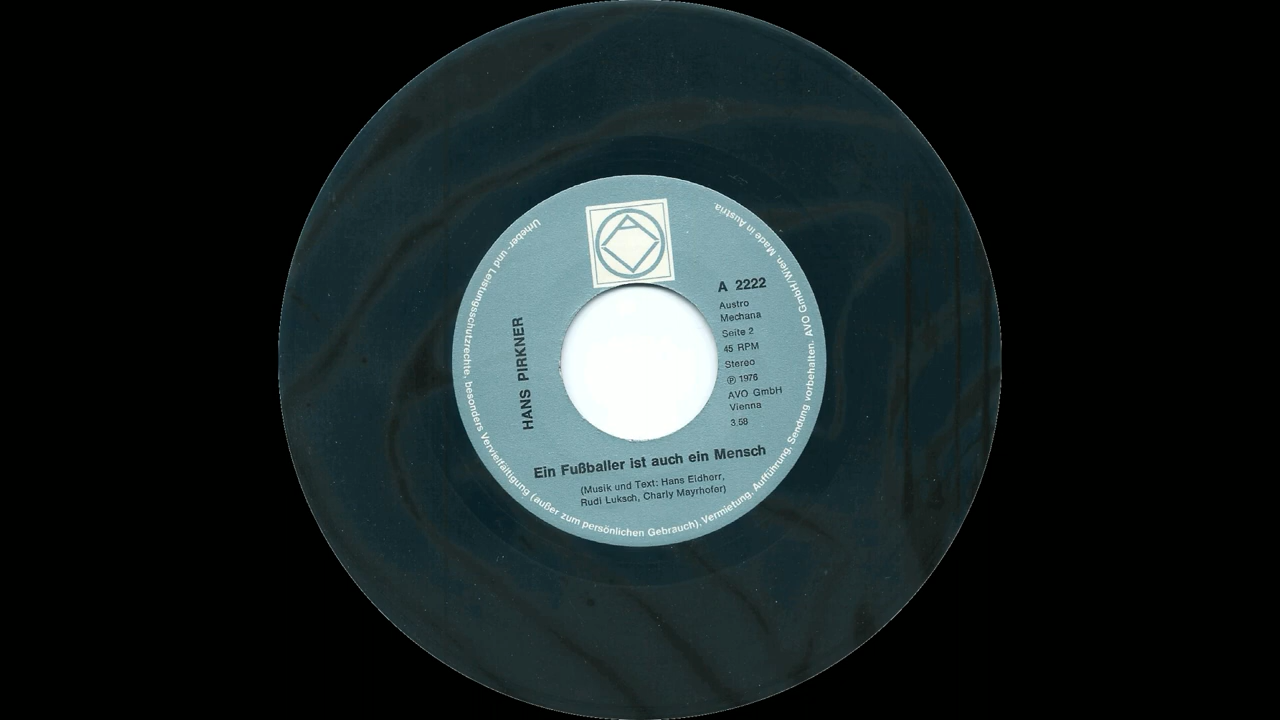 A 2222
Austro
Mechana
Seite 2
45 RPM
Stereo
℗ 1976
AVO GmbH
Vienna
3.58
HANS PIRKNER
Ein Fußballer ist auch ein Mensch
(Musik und Text: Hans Eidherr,
Rudi Luksch, Charly Mayrhofer)
Urheber- und Leistungsschutzrechte, besonders Vervielfältigung (außer zum persönlichen Gebrauch), Vermietung, Aufführung, Sendung vorbehalten. AVO GmbH/Wien. Made in Austria.